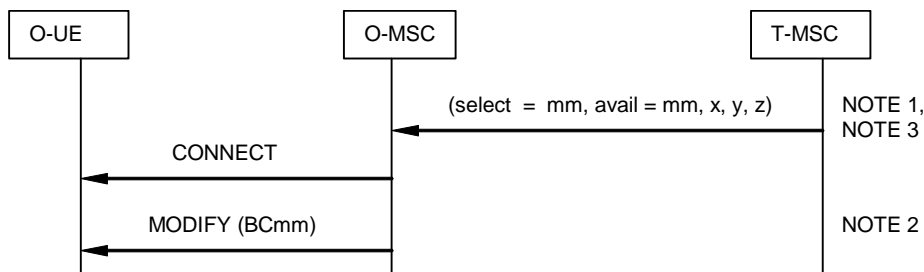 O-UE
O-MSC
T-MSC
(select = mm, avail = mm, x, y, z)
NOTE 1,
NOTE 3
CONNECT
MODIFY (BCmm)
NOTE 2